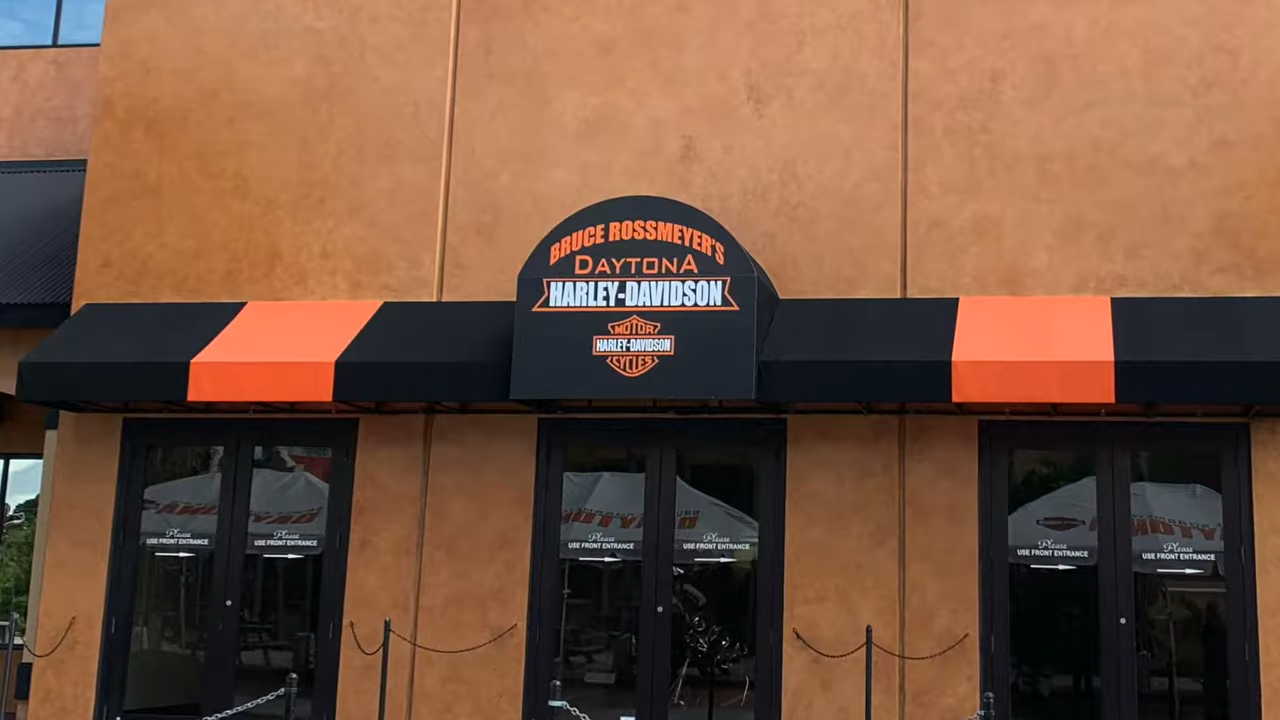 BRUCE ROSSMEYER'S
DAYTONA
HARLEY-DAVIDSON
MOTOR
HARLEY-DAVIDSON
CYCLES
Please
USE FRONT ENTRANCE
Please
USE FRONT ENTRANCE
Please
USE FRONT ENTRANCE
Please
USE FRONT ENTRANCE
Please
USE FRONT ENTRANCE
Please
USE FRONT ENTRANCE